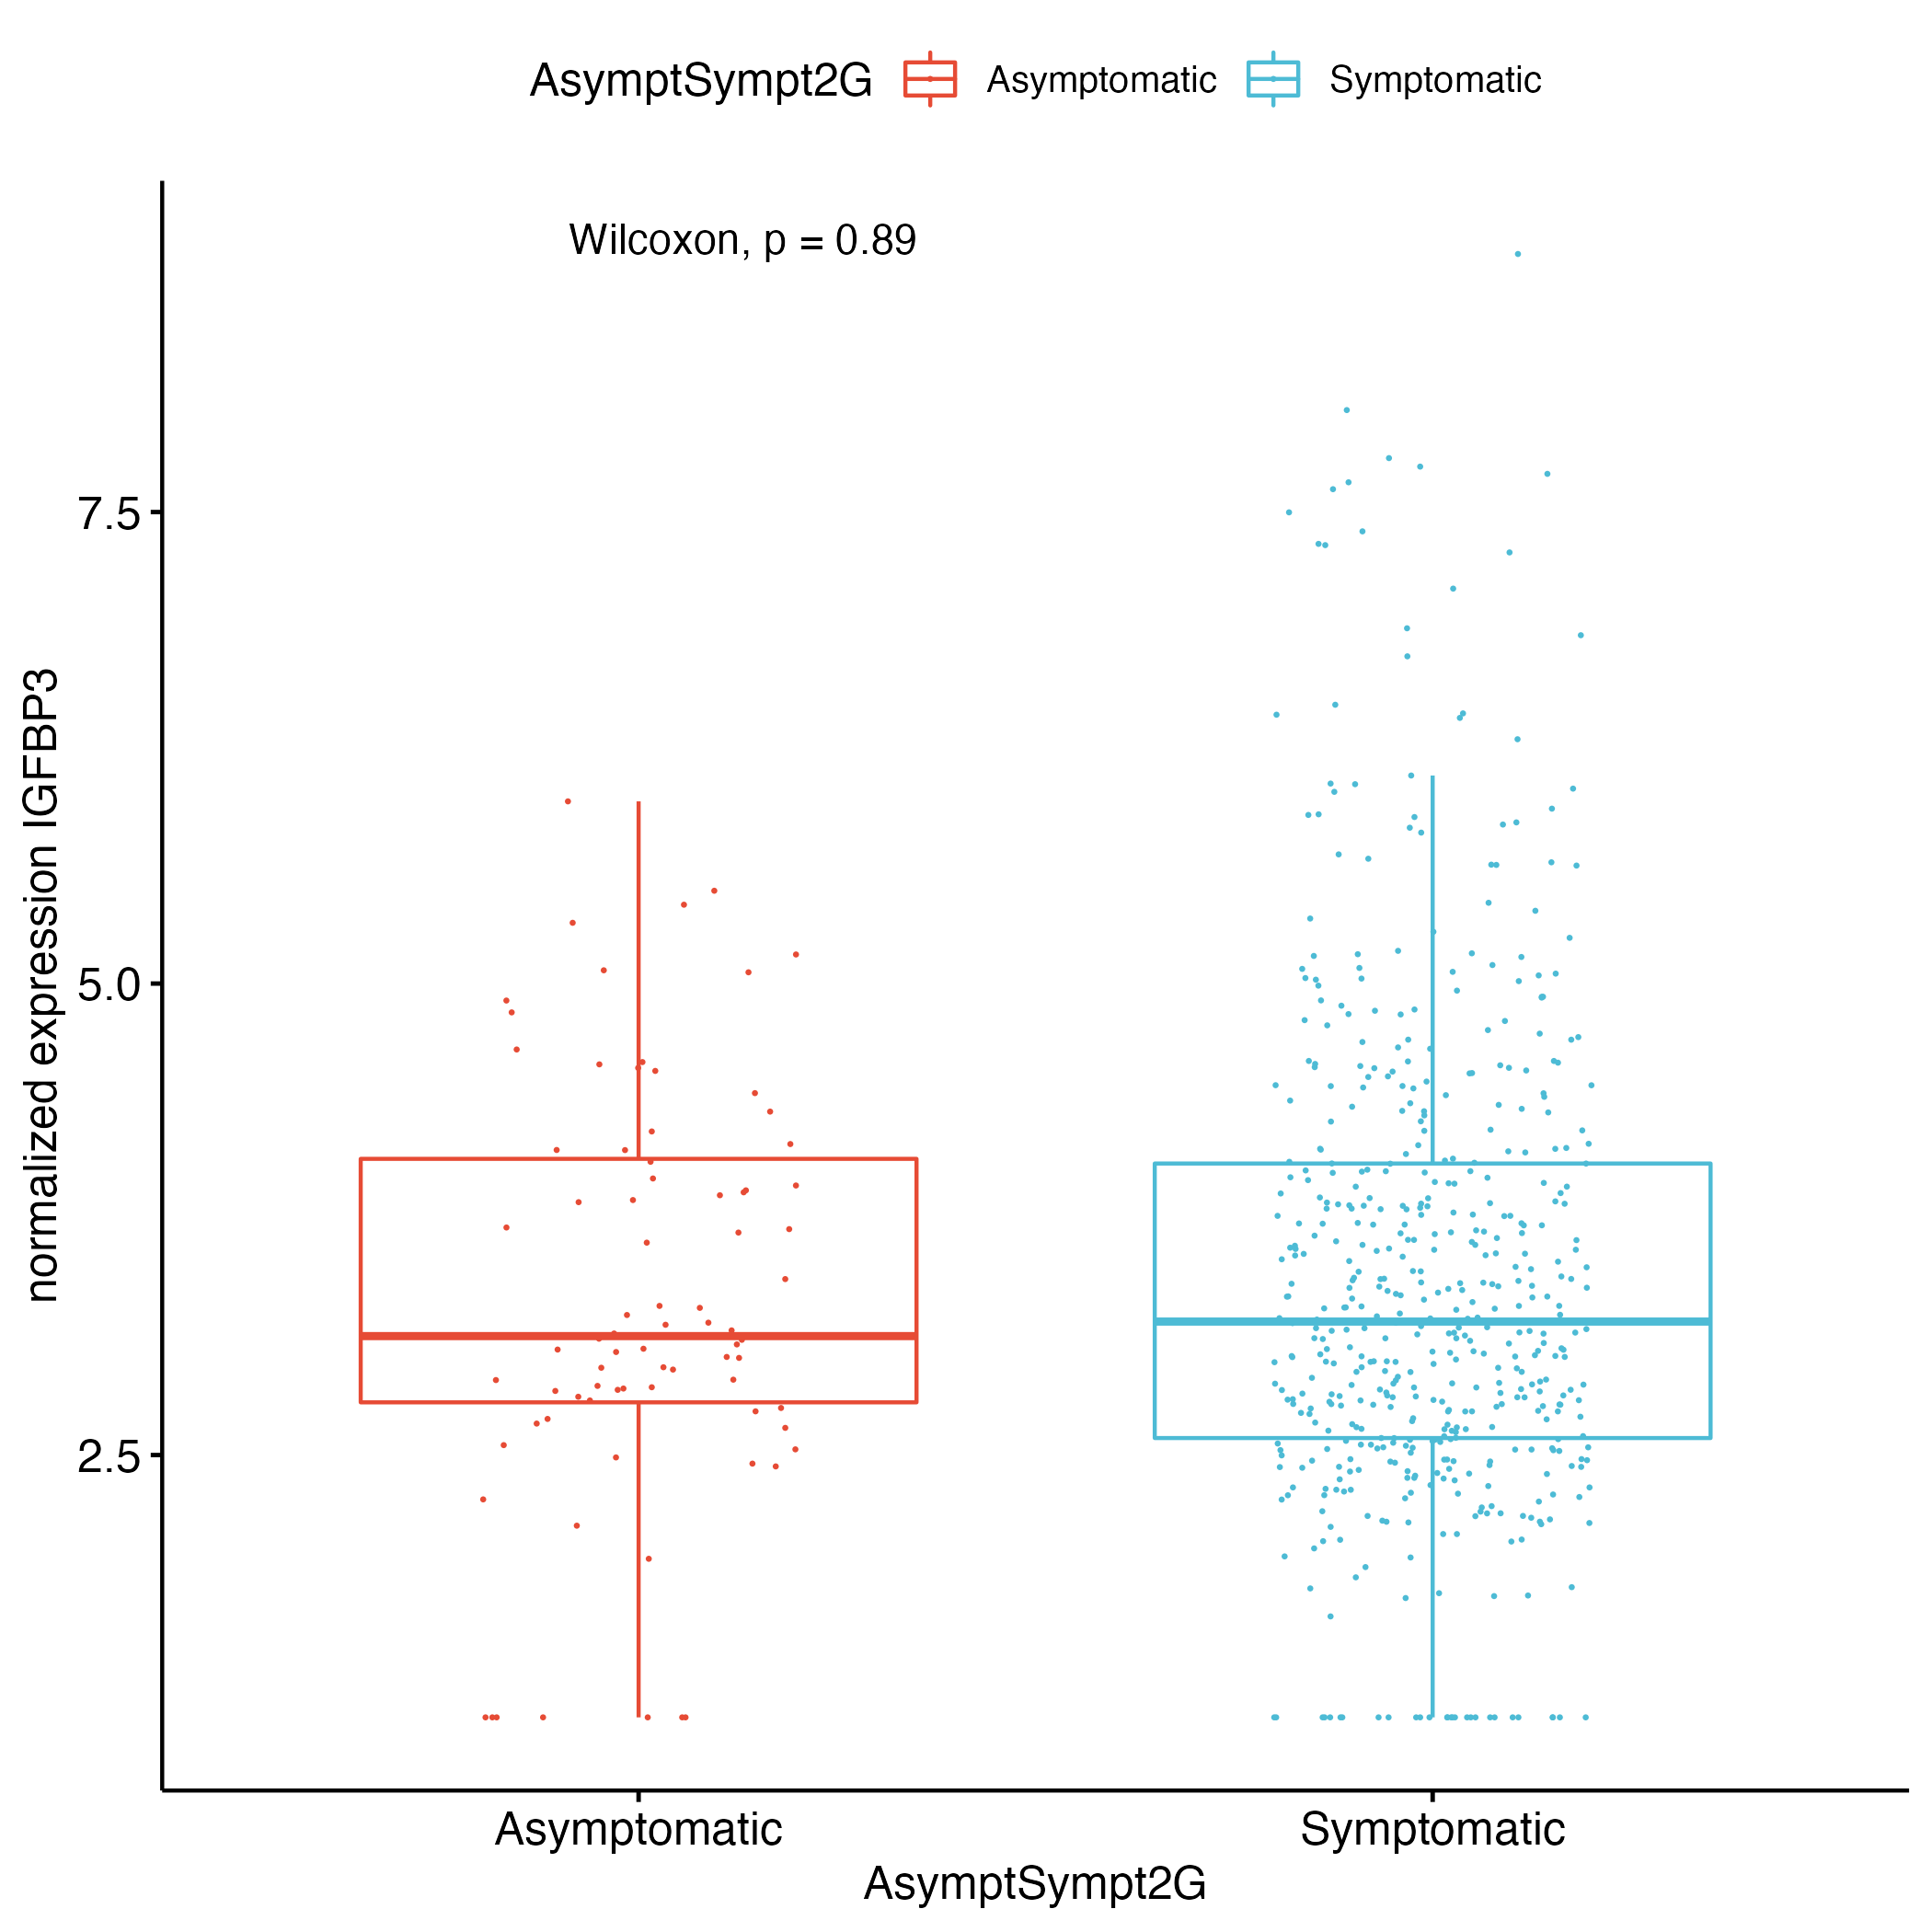 AsymptSympt2G Asymptomatic Symptomatic
Wilcoxon, p = 0.89
normalized expression IGFBP3
7.5
5.0
2.5
Asymptomatic Symptomatic
AsymptSympt2G